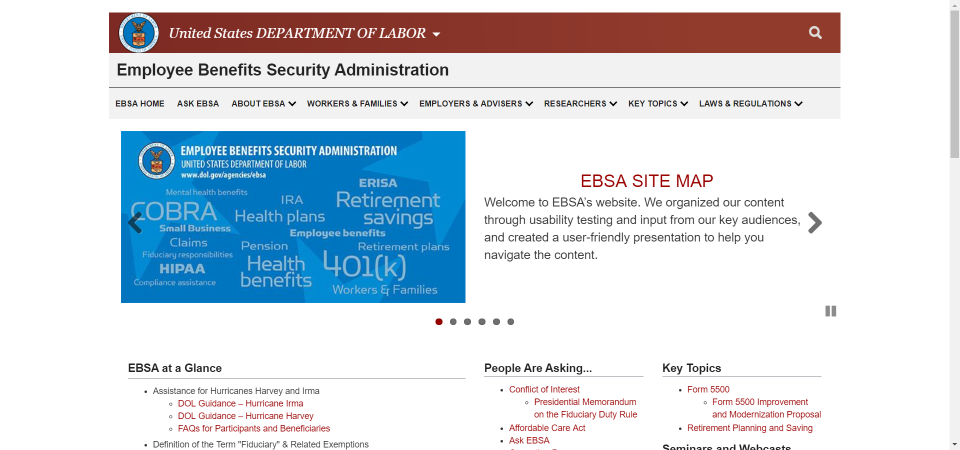 United States DEPARTMENT OF LABOR
Employee Benefits Security Administration
EBSA HOME ASK EBSA ABOUT EBSA WORKERS & FAMILIES EMPLOYERS & ADVISERS RESEARCHERS KEY TOPICS LAWS & REGULATIONS
EMPLOYEE BENEFITS SECURITY ADMINISTRATION
UNITED STATES DEPARTMENT OF LABOR
www.dol.gov/agencies/ebsa
Mental health benefits
ERISA
IRA
Retirement
savings
COBRA
Health plans
Small Business
Employee benefits
Claims
Pension
Retirement plans
Fiduciary responsibilities
HIPAA
Health
benefits
401(k)
Compliance assistance
Workers & Families
EBSA SITE MAP
Welcome to EBSA's website. We organized our content
through usability testing and input from our key audiences,
and created a user-friendly presentation to help you
navigate the content.
EBSA at a Glance
Assistance for Hurricanes Harvey and Irma
DOL Guidance – Hurricane Irma
DOL Guidance – Hurricane Harvey
FAQs for Participants and Beneficiaries
Definition of the Term "Fiduciary" & Related Exemptions
People Are Asking...
Conflict of Interest
Presidential Memorandum
on the Fiduciary Duty Rule
Affordable Care Act
Ask EBSA
Key Topics
Form 5500
Form 5500 Improvement
and Modernization Proposal
Retirement Planning and Saving
Seminars and Webcasts